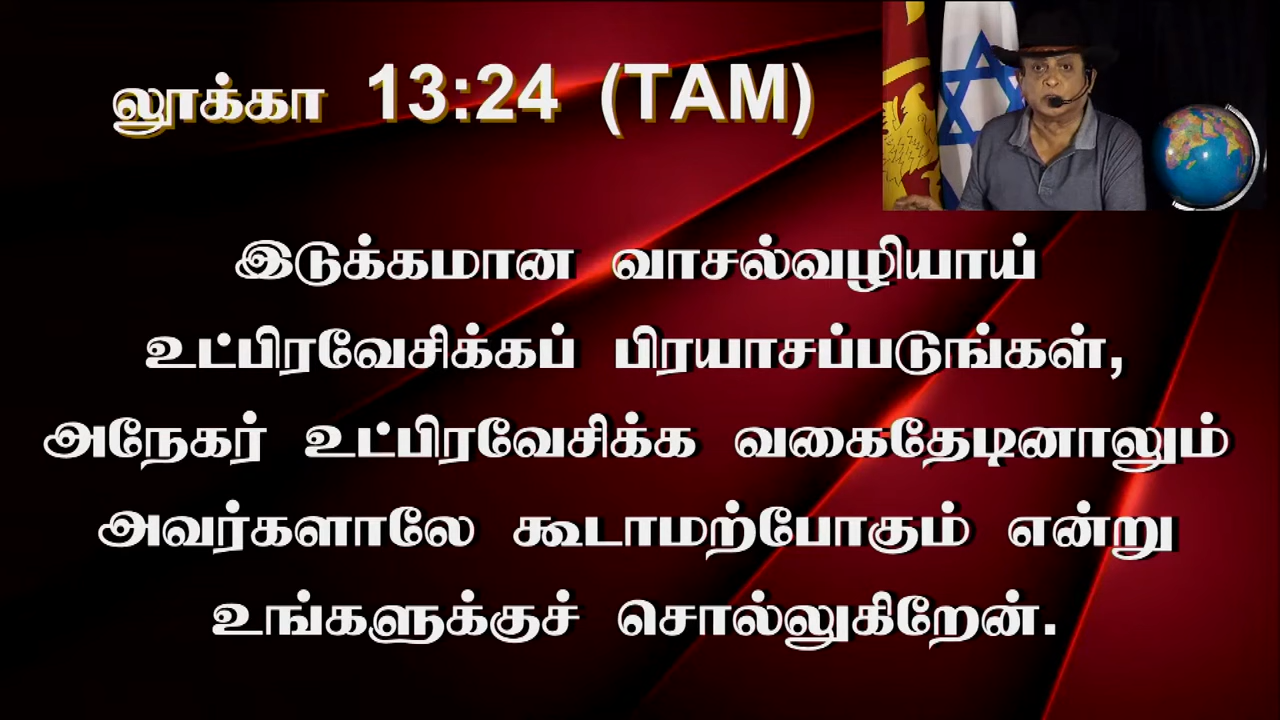 லூக்கா 13:24 (TAM)
இடுக்கமான வாசல்வழியாய்
உட்பிரவேசிக்கப் பிரயாசப்படுங்கள்,
அநேகர் உட்பிரவேசிக்க வகைதேடினாலும்
அவர்களாலே கூடாமற்போகும் என்று
உங்களுக்குச் சொல்லுகிறேன்.